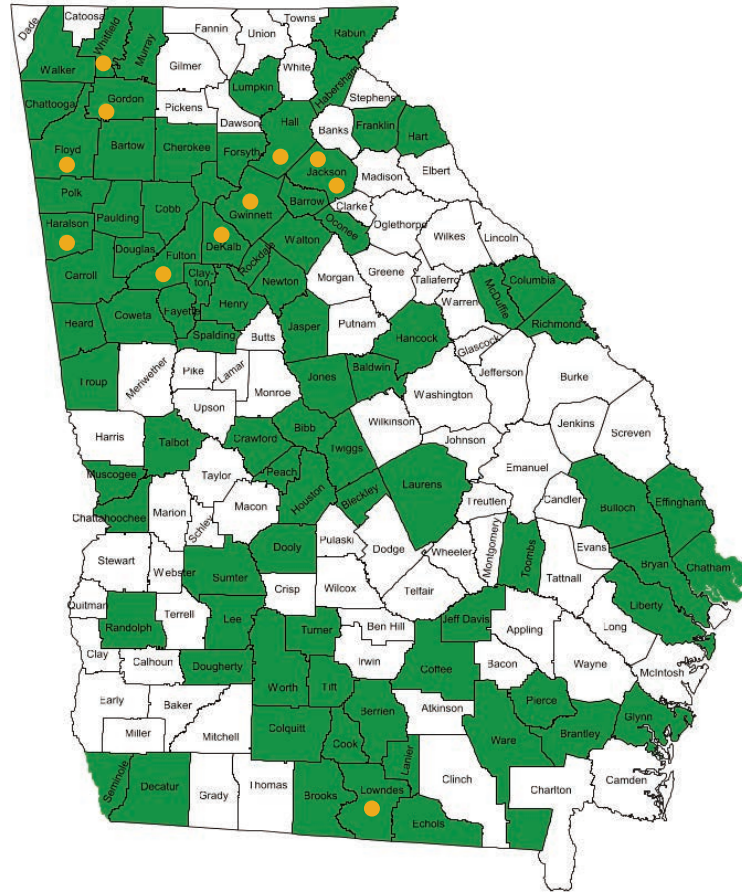 Dade
Catoosa
Whitfield
Murray
Fannin
Union
Towns
Rabun
Walker
Gilmer
White
Lumpkin
Habersham
Stephens
Chattooga
Gordon
Pickens
Dawson
Hall
Banks
Franklin
Hart
Floyd
Bartow
Cherokee
Forsyth
Jackson
Madison
Elbert
Polk
Paulding
Cobb
Gwinnett
Barrow
Clarke
Oconee
Oglethorpe
Wilkes
Lincoln
Haralson
Douglas
Fulton
DeKalb
Rockdale
Walton
Carroll
Clay-
ton
Newton
Morgan
Greene
Taliaferro
McDuffie
Columbia
Heard
Coweta
Fayette
Henry
Spalding
Butts
Jasper
Putnam
Hancock
Warren
Richmond
Glascock
Troup
Meriwether
Pike
Lamar
Monroe
Jones
Baldwin
Washington
Jefferson
Burke
Upson
Harris
Talbot
Crawford
Bibb
Twiggs
Wilkinson
Johnson
Jenkins
Screven
Muscogee
Taylor
Peach
Houston
Bleckley
Laurens
Emanuel
Treutlen
Candler
Bulloch
Effingham
Chattahoochee
Marion
Schley
Macon
Dooly
Pulaski
Dodge
Wheeler
Montgomery
Toombs
Evans
Bryan
Chatham
Stewart
Webster
Sumter
Crisp
Wilcox
Telfair
Tattnall
Liberty
Quitman
Randolph
Terrell
Lee
Turner
Ben Hill
Jeff Davis
Appling
Long
Clay
Calhoun
Dougherty
Worth
Tift
Irwin
Coffee
Bacon
Wayne
McIntosh
Early
Baker
Miller
Mitchell
Colquitt
Berrien
Cook
Atkinson
Pierce
Ware
Brantley
Glynn
Seminole
Decatur
Grady
Thomas
Brooks
Lanier
Lowndes
Echols
Clinch
Charlton
Camden